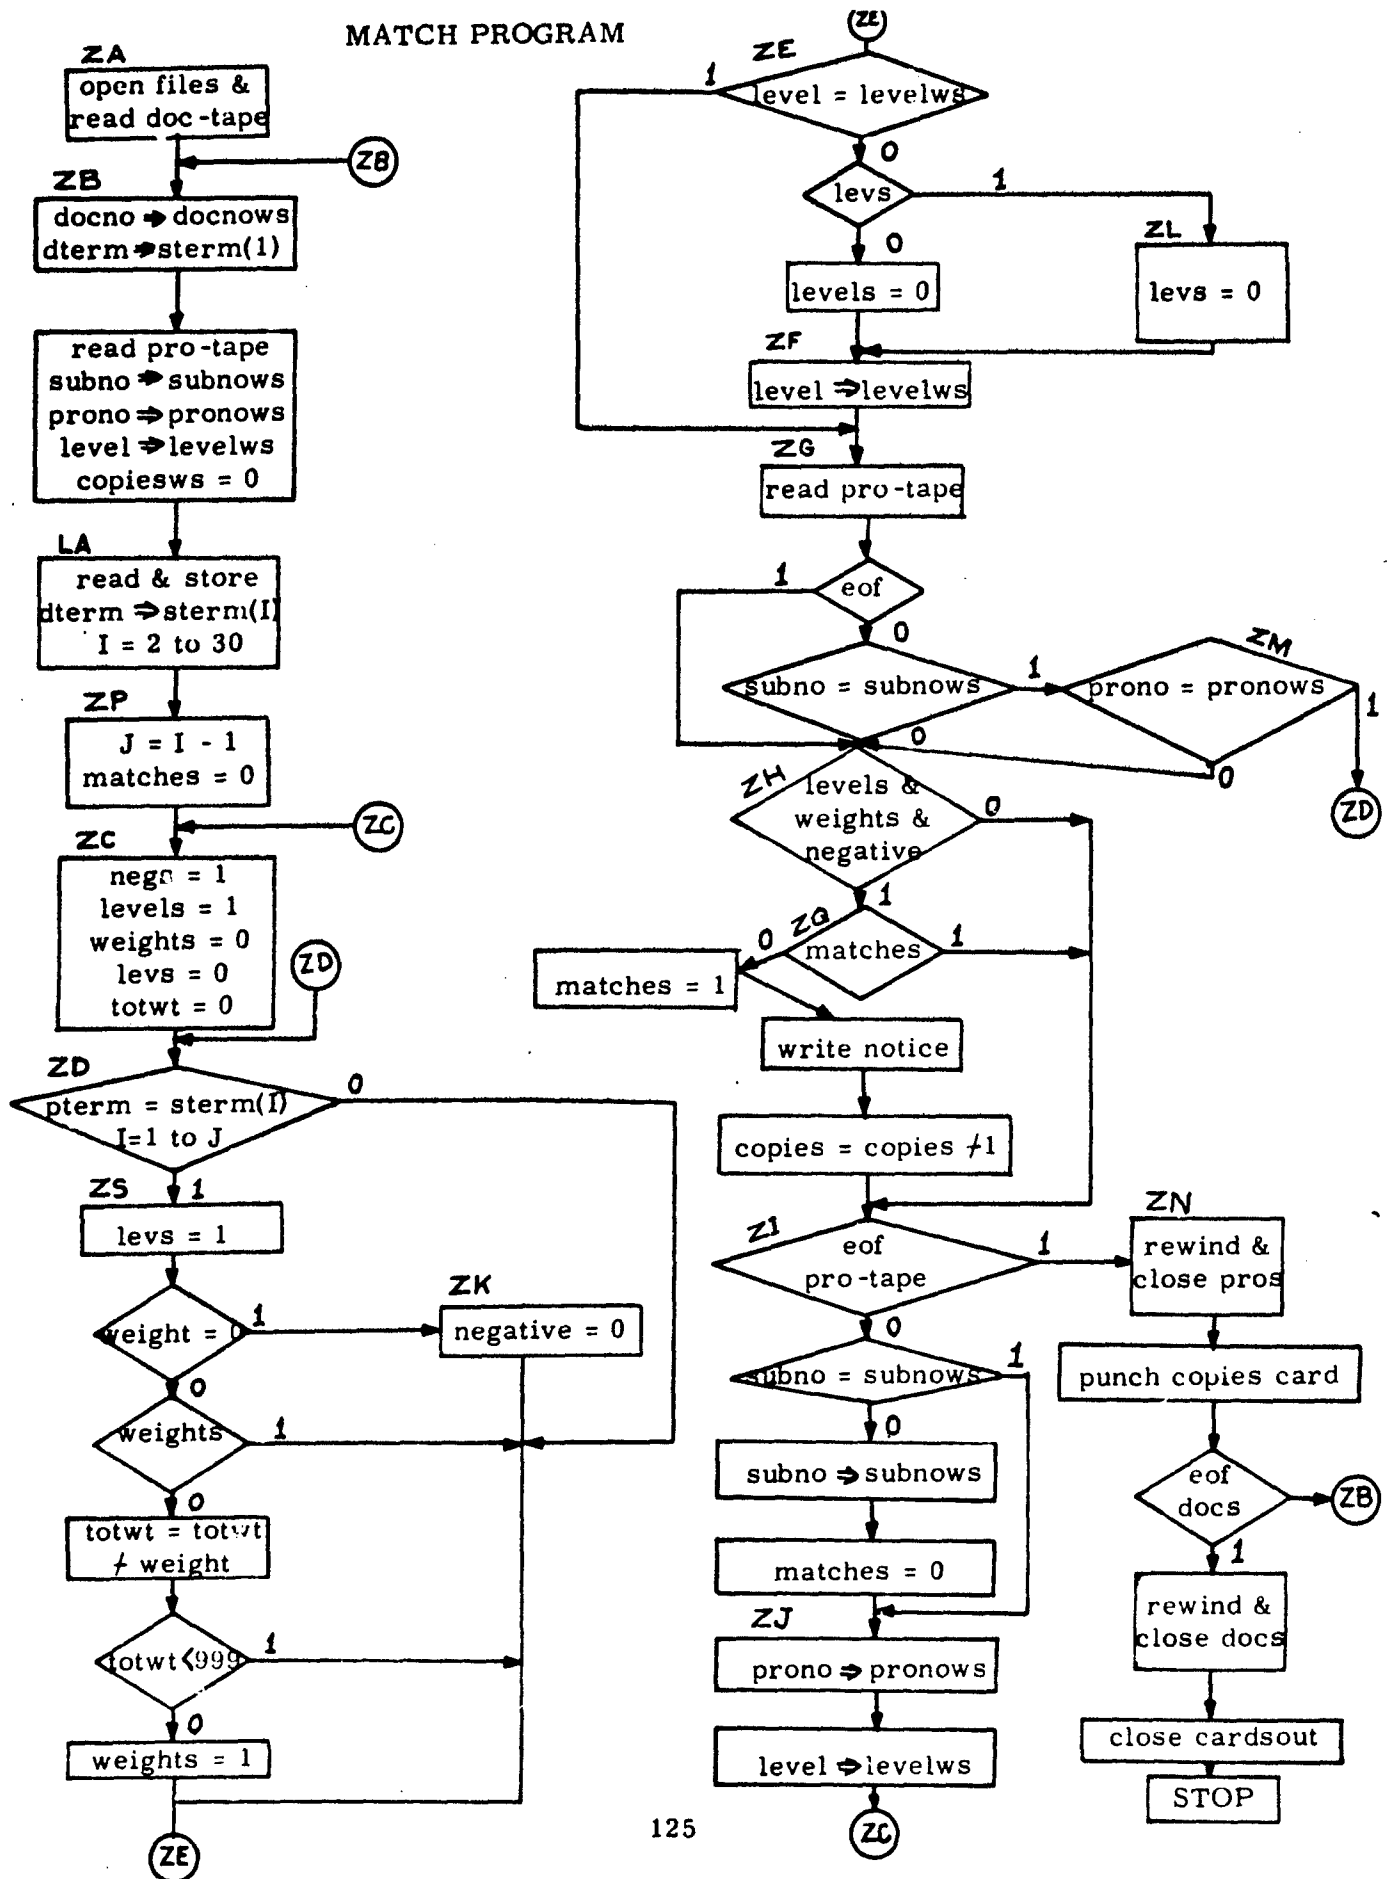 MATCH PROGRAM
ZA
open files &
read doc-tape
ZB
ZB
docno ⇒ docnows
dterm ⇒ sterm(1)
read pro-tape
subno ⇒ subnows
prono ⇒ pronows
level ⇒ levelws
copiesws = 0
LA
read & store
dterm ⇒ sterm(I)
I = 2 to 30
ZP
J = I - 1
matches = 0
ZC
ZC
= 1
levels = 1
weights = 0
levs = 0
totwt = 0
ZD
ZD
pterm = sterm(I)
I=1 to J
0
1
ZS
levs = 1
weight = 0
1
ZK
negative = 0
0
weights
1
0
totwt = totwt
+ weight
totwt < 999
1
0
weights = 1
ZE
ZE
ZE
level = levelws
1
0
levs
1
0
ZL
levs = 0
levels = 0
ZF
level ⇒ levelws
ZG
read pro-tape
eof
1
0
subno = subnows
1
0
ZM
prono = pronows
1
0
ZD
ZH
levels &
weights &
negative
0
1
ZQ
matches
0
1
matches = 1
write notice
copies = copies +1
ZI
eof
pro-tape
1
0
subno = subnows
1
0
subno ⇒ subnows
matches = 0
ZJ
prono ⇒ pronows
level ⇒ levelws
ZC
ZN
rewind &
close pros
punch copies card
eof
docs
ZB
1
rewind &
close docs
close cardsout
STOP
125